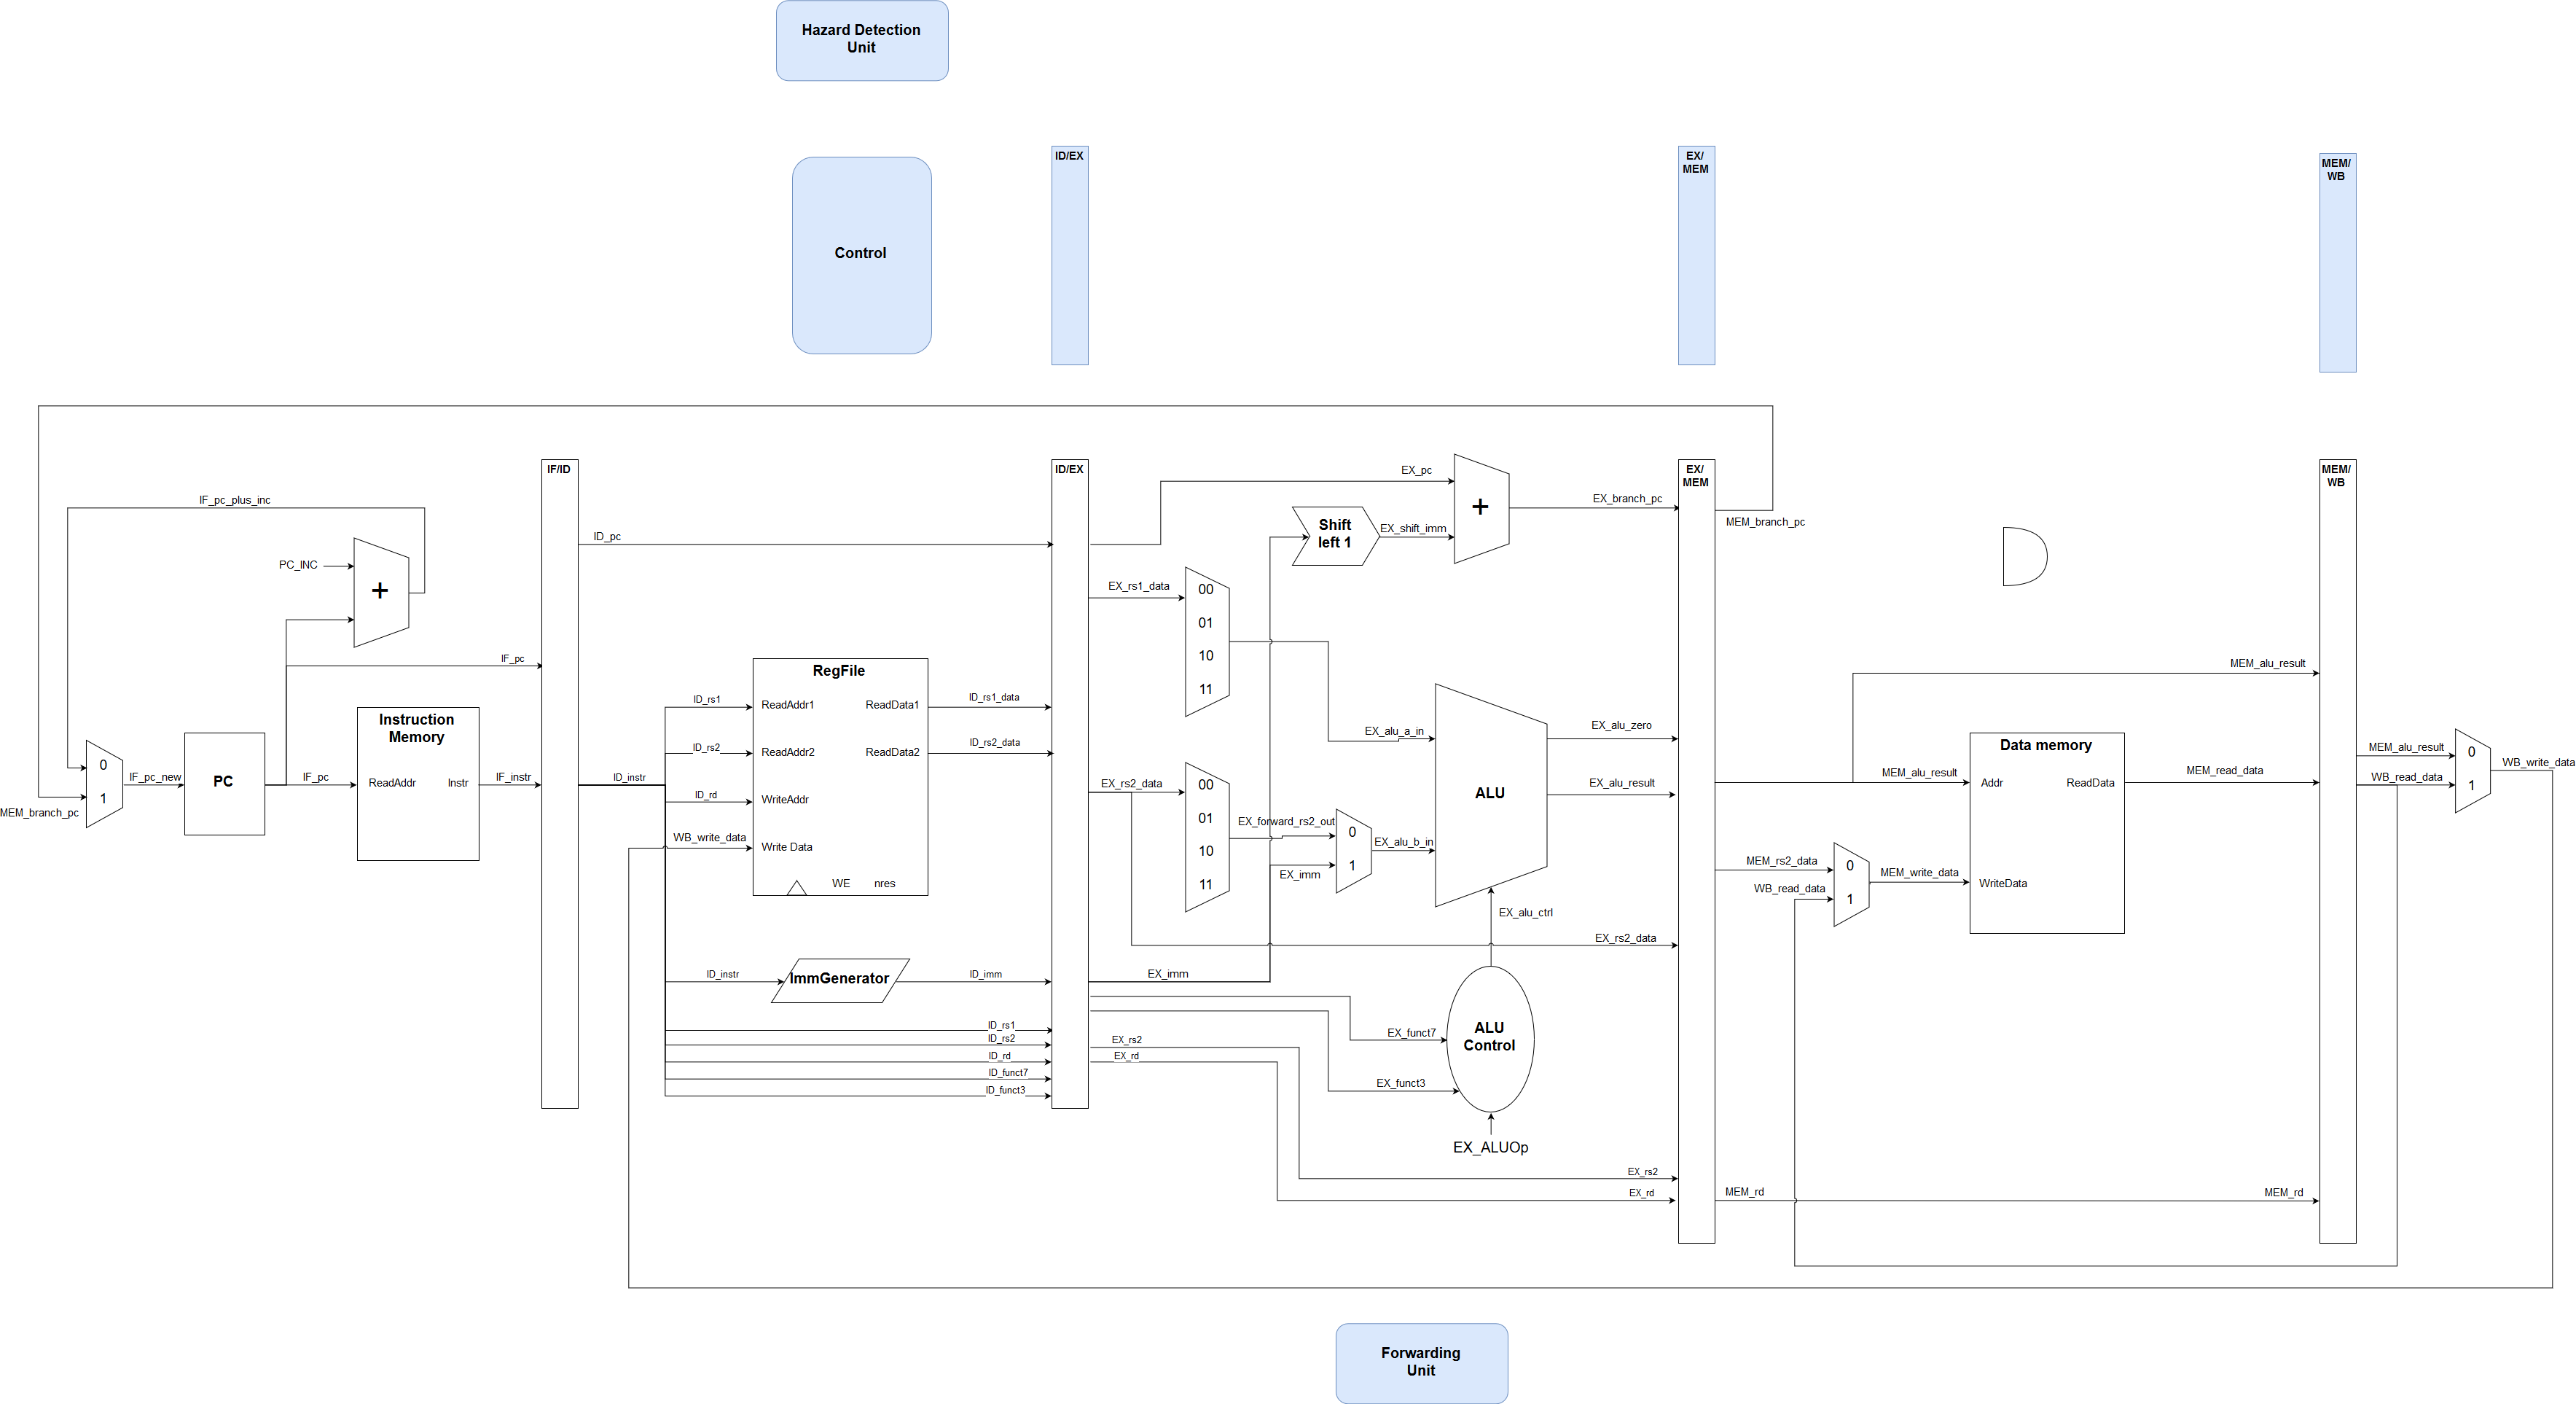 Hazard Detection
Unit
Control
ID/EX
EX/
MEM
MEM/
WB
IF/ID
ID/EX
EX/
MEM
MEM/
WB
IF_pc_plus_inc
PC_INC
+
IF_pc
MEM_branch_pc
0
1
IF_pc_new
PC
IF_pc
Instruction
Memory
ReadAddr
Instr
IF_instr
ID_pc
ID_instr
ID_rs1
ID_rs2
ID_rd
WB_write_data
RegFile
ReadAddr1
ReadData1
ReadAddr2
ReadData2
WriteAddr
Write Data
WE
nres
ID_rs1_data
ID_rs2_data
ID_instr
ImmGenerator
ID_imm
ID_rs1
ID_rs2
ID_rd
ID_funct7
ID_funct3
EX_pc
Shift
left 1
EX_shift_imm
+
EX_branch_pc
EX_rs1_data
00
01
10
11
EX_rs2_data
00
01
10
11
EX_alu_a_in
EX_forward_rs2_out
EX_imm
0
1
EX_alu_b_in
ALU
EX_alu_zero
EX_alu_result
EX_alu_ctrl
EX_rs2_data
EX_imm
EX_funct7
EX_funct3
ALU
Control
EX_ALUOp
EX_rs2
EX_rd
EX_rs2
EX_rd
MEM_branch_pc
MEM_alu_result
MEM_alu_result
MEM_rs2_data
WB_read_data
0
1
MEM_write_data
Data memory
Addr
ReadData
WriteData
MEM_read_data
MEM_rd
MEM_rd
MEM_alu_result
WB_read_data
0
1
WB_write_data
Forwarding
Unit